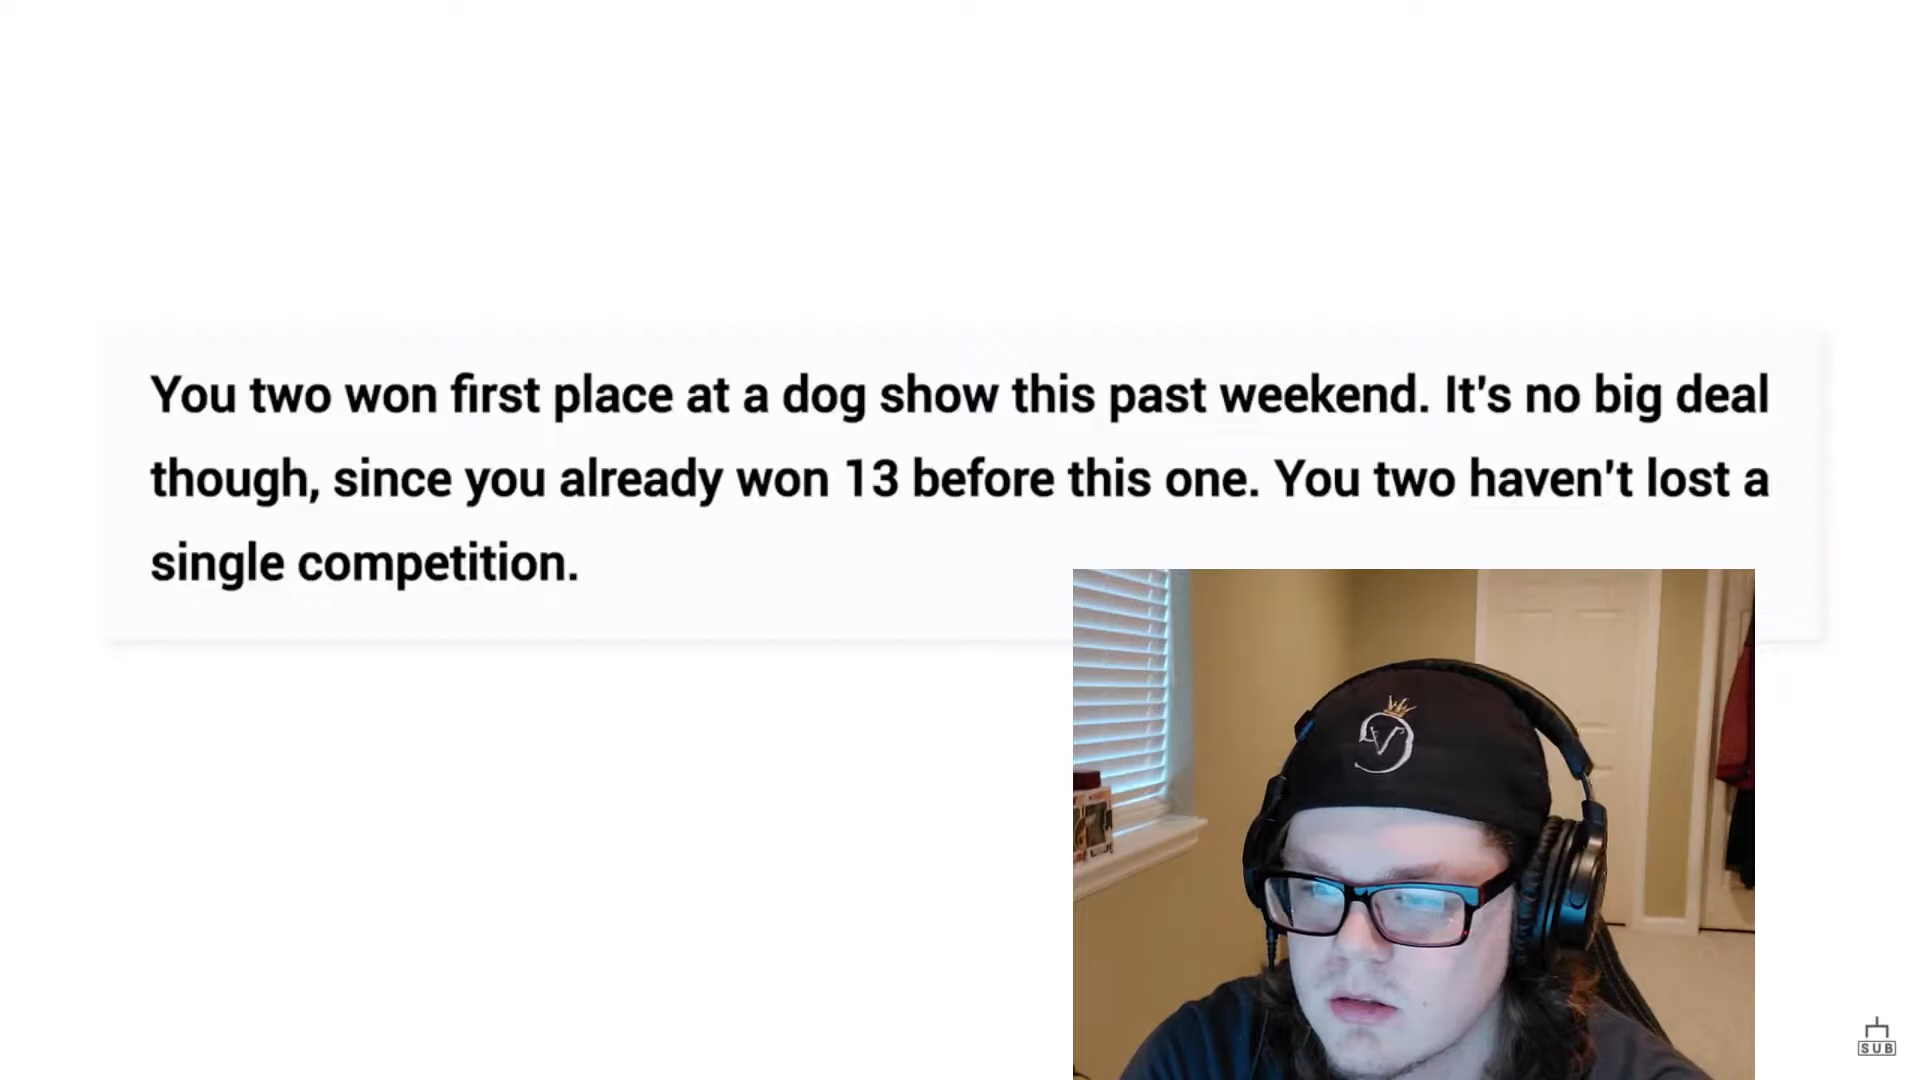 You two won first place at a dog show this past weekend. It's no big deal
though, since you already won 13 before this one. You two haven't lost a
single competition.
SUB